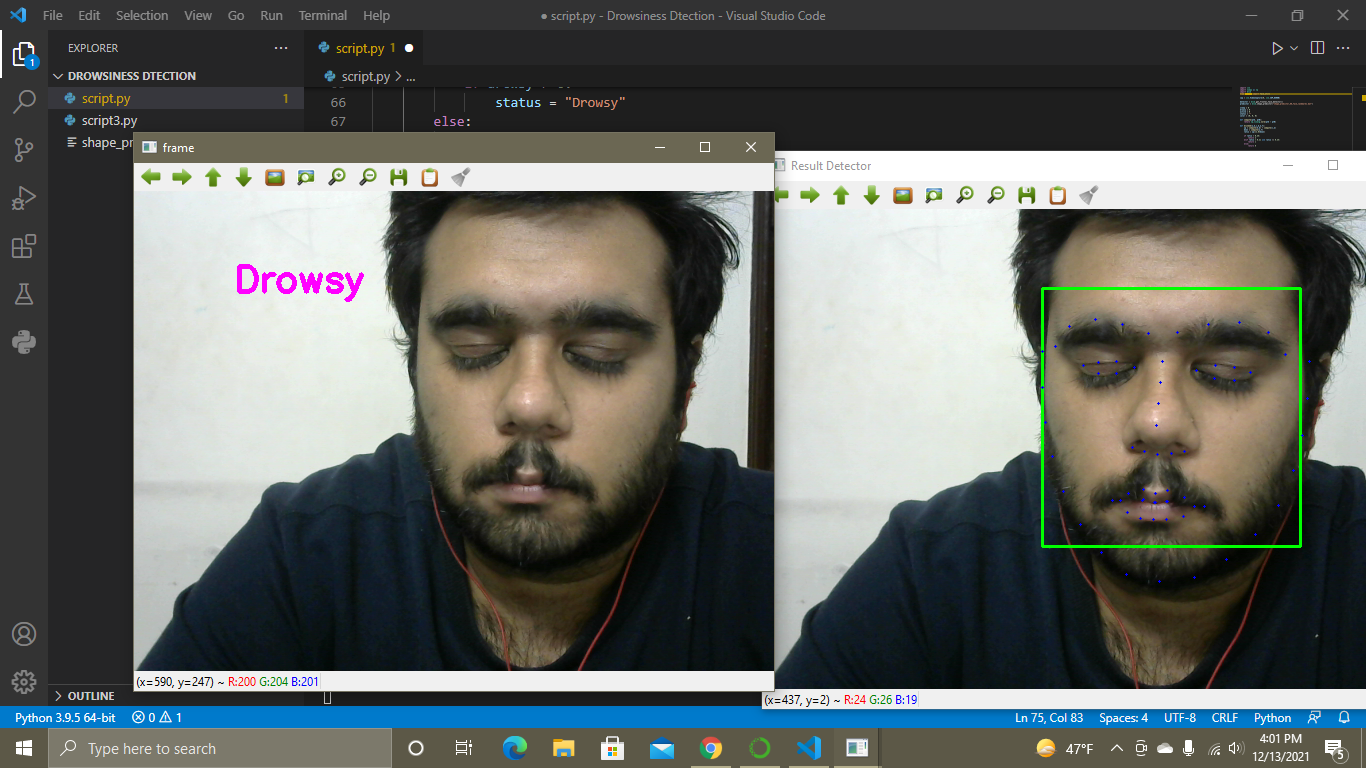 File Edit Selection View Go Run Terminal Help
● script.py - Drowsiness Dtection - Visual Studio Code
EXPLORER
script.py 1
DROWSINESS DTECTION
script.py > ...
script.py 1
66 status = "Drowsy"
script3.py
67 else:
shape_pr
frame
Result Detector
Drowsy
(x=590, y=247) ~ R:200 G:204 B:201
OUTLINE
(x=437, y=2) ~ R:24 G:26 B:19
1
Python 3.9.5 64-bit 0 1
Ln 75, Col 83 Spaces: 4 UTF-8 CRLF Python
Type here to search
47°F
4:01 PM
12/13/2021
5